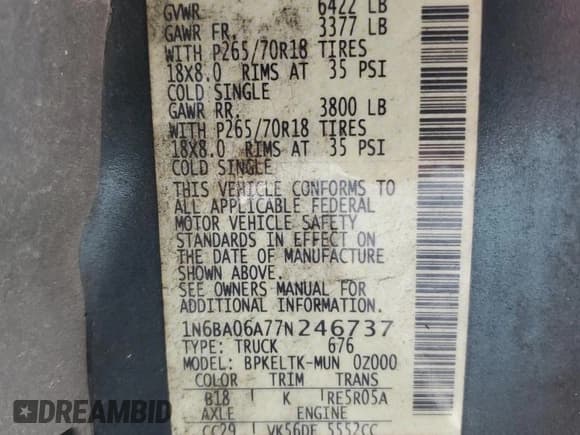 GVWR 6422 LB
GAWR FR. 3377 LB
WITH P265/70R18 TIRES
18X8.0 RIMS AT 35 PSI
COLD SINGLE
GAWR RR. 3800 LB
WITH P265/70R18 TIRES
18X8.0 RIMS AT 35 PSI
COLD SINGLE
THIS VEHICLE CONFORMS TO
ALL APPLICABLE FEDERAL
MOTOR VEHICLE SAFETY
STANDARDS IN EFFECT ON
THE DATE OF MANUFACTURE
SHOWN ABOVE.
SEE OWNERS MANUAL FOR
ADDITIONAL INFORMATION.
1N6BA06A77N246737
TYPE: TRUCK 676
MODEL: BPKELTK-MUN 0Z000
COLOR TRIM TRANS
B18 K RE5R05A
AXLE ENGINE
CC29 VK56DE 5552CC
DREAMBID DREAMBID